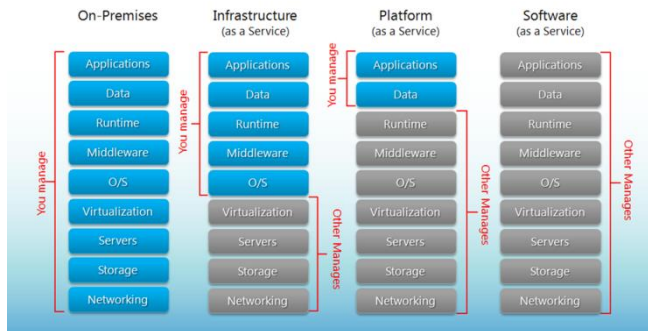 On-Premises
You manage
Applications
Data
Runtime
Middleware
O/S
Virtualization
Servers
Storage
Networking
Infrastructure
(as a Service)
You manage
Applications
Data
Runtime
Middleware
O/S
Virtualization
Servers
Storage
Networking
Other Manages
Platform
(as a Service)
You manage
Applications
Data
Runtime
Middleware
O/S
Virtualization
Servers
Storage
Networking
Other Manages
Software
(as a Service)
Applications
Data
Runtime
Middleware
O/S
Virtualization
Servers
Storage
Networking
Other Manages